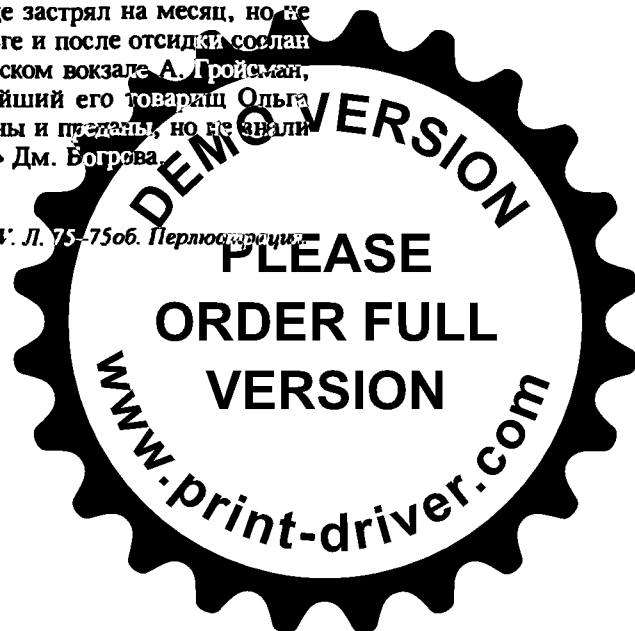 це застрял на месяц, но не
ге и после отсидки сослан
ском вокзале А. Гройсман,
йший его товарищ Ольга
ны и преданы, но не знали
Дм. Богрова.
Л. 75–75об. Перлюстрация.
DEMO VERSION
PLEASE
ORDER FULL
VERSION
www.print-driver.com